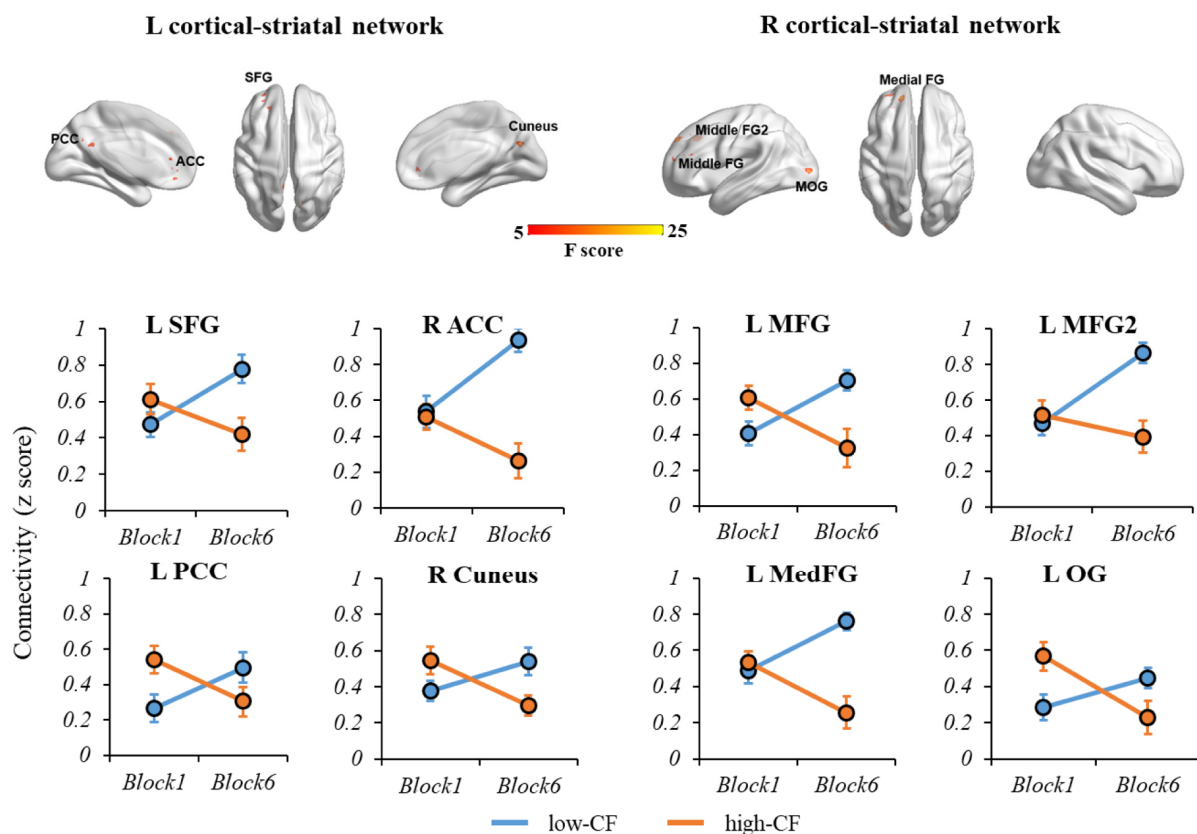 L cortical-striatal network
R cortical-striatal network
SFG
PCC
ACC
Cuneus
Medial FG
Middle FG2
Middle FG
MOG
5
25
F score
Connectivity (z score)
L SFG
1
0.8
0.6
0.4
0.2
0
Block1 Block6
R ACC
1
0.8
0.6
0.4
0.2
0
Block1 Block6
L MFG
1
0.8
0.6
0.4
0.2
0
Block1 Block6
L MFG2
1
0.8
0.6
0.4
0.2
0
Block1 Block6
L PCC
1
0.8
0.6
0.4
0.2
0
Block1 Block6
R Cuneus
1
0.8
0.6
0.4
0.2
0
Block1 Block6
L MedFG
1
0.8
0.6
0.4
0.2
0
Block1 Block6
L OG
1
0.8
0.6
0.4
0.2
0
Block1 Block6
low-CF
high-CF